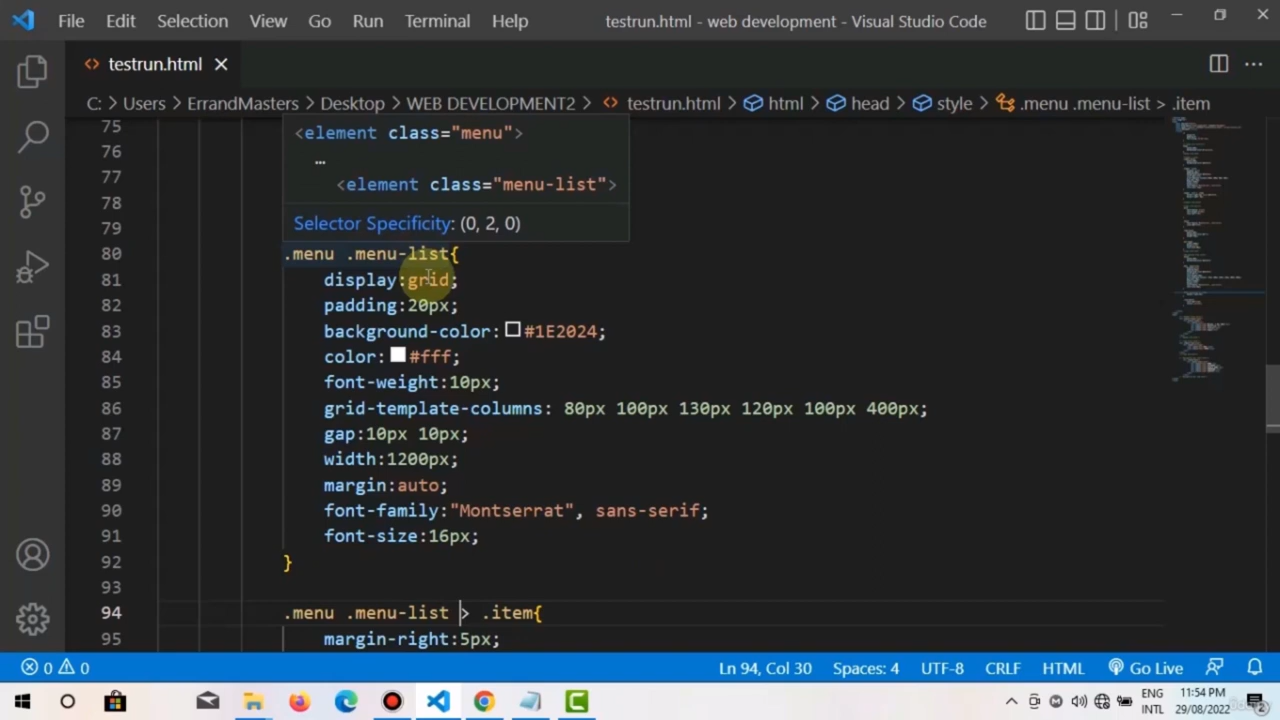 File Edit Selection View Go Run Terminal Help testrun.html - web development - Visual Studio Code
testrun.html
C: > Users > ErrandMasters > Desktop > WEB DEVELOPMENT2 > testrun.html > html > head > style > .menu .menu-list > .item
75
<element class="menu">
76
…
77
<element class="menu-list">
78
Selector Specificity: (0, 2, 0)
79
80 .menu .menu-list{
81 display:grid;
82 padding:20px;
83 background-color:#1E2024;
84 color:#fff;
85 font-weight:10px;
86 grid-template-columns: 80px 100px 130px 120px 100px 400px;
87 gap:10px 10px;
88 width:1200px;
89 margin:auto;
90 font-family:"Montserrat", sans-serif;
91 font-size:16px;
92 }
93
94 .menu .menu-list > .item{
95 margin-right:5px;
0 0 Ln 94, Col 30 Spaces: 4 UTF-8 CRLF HTML Go Live
ENG 11:54 PM
INTL 29/08/2022 2